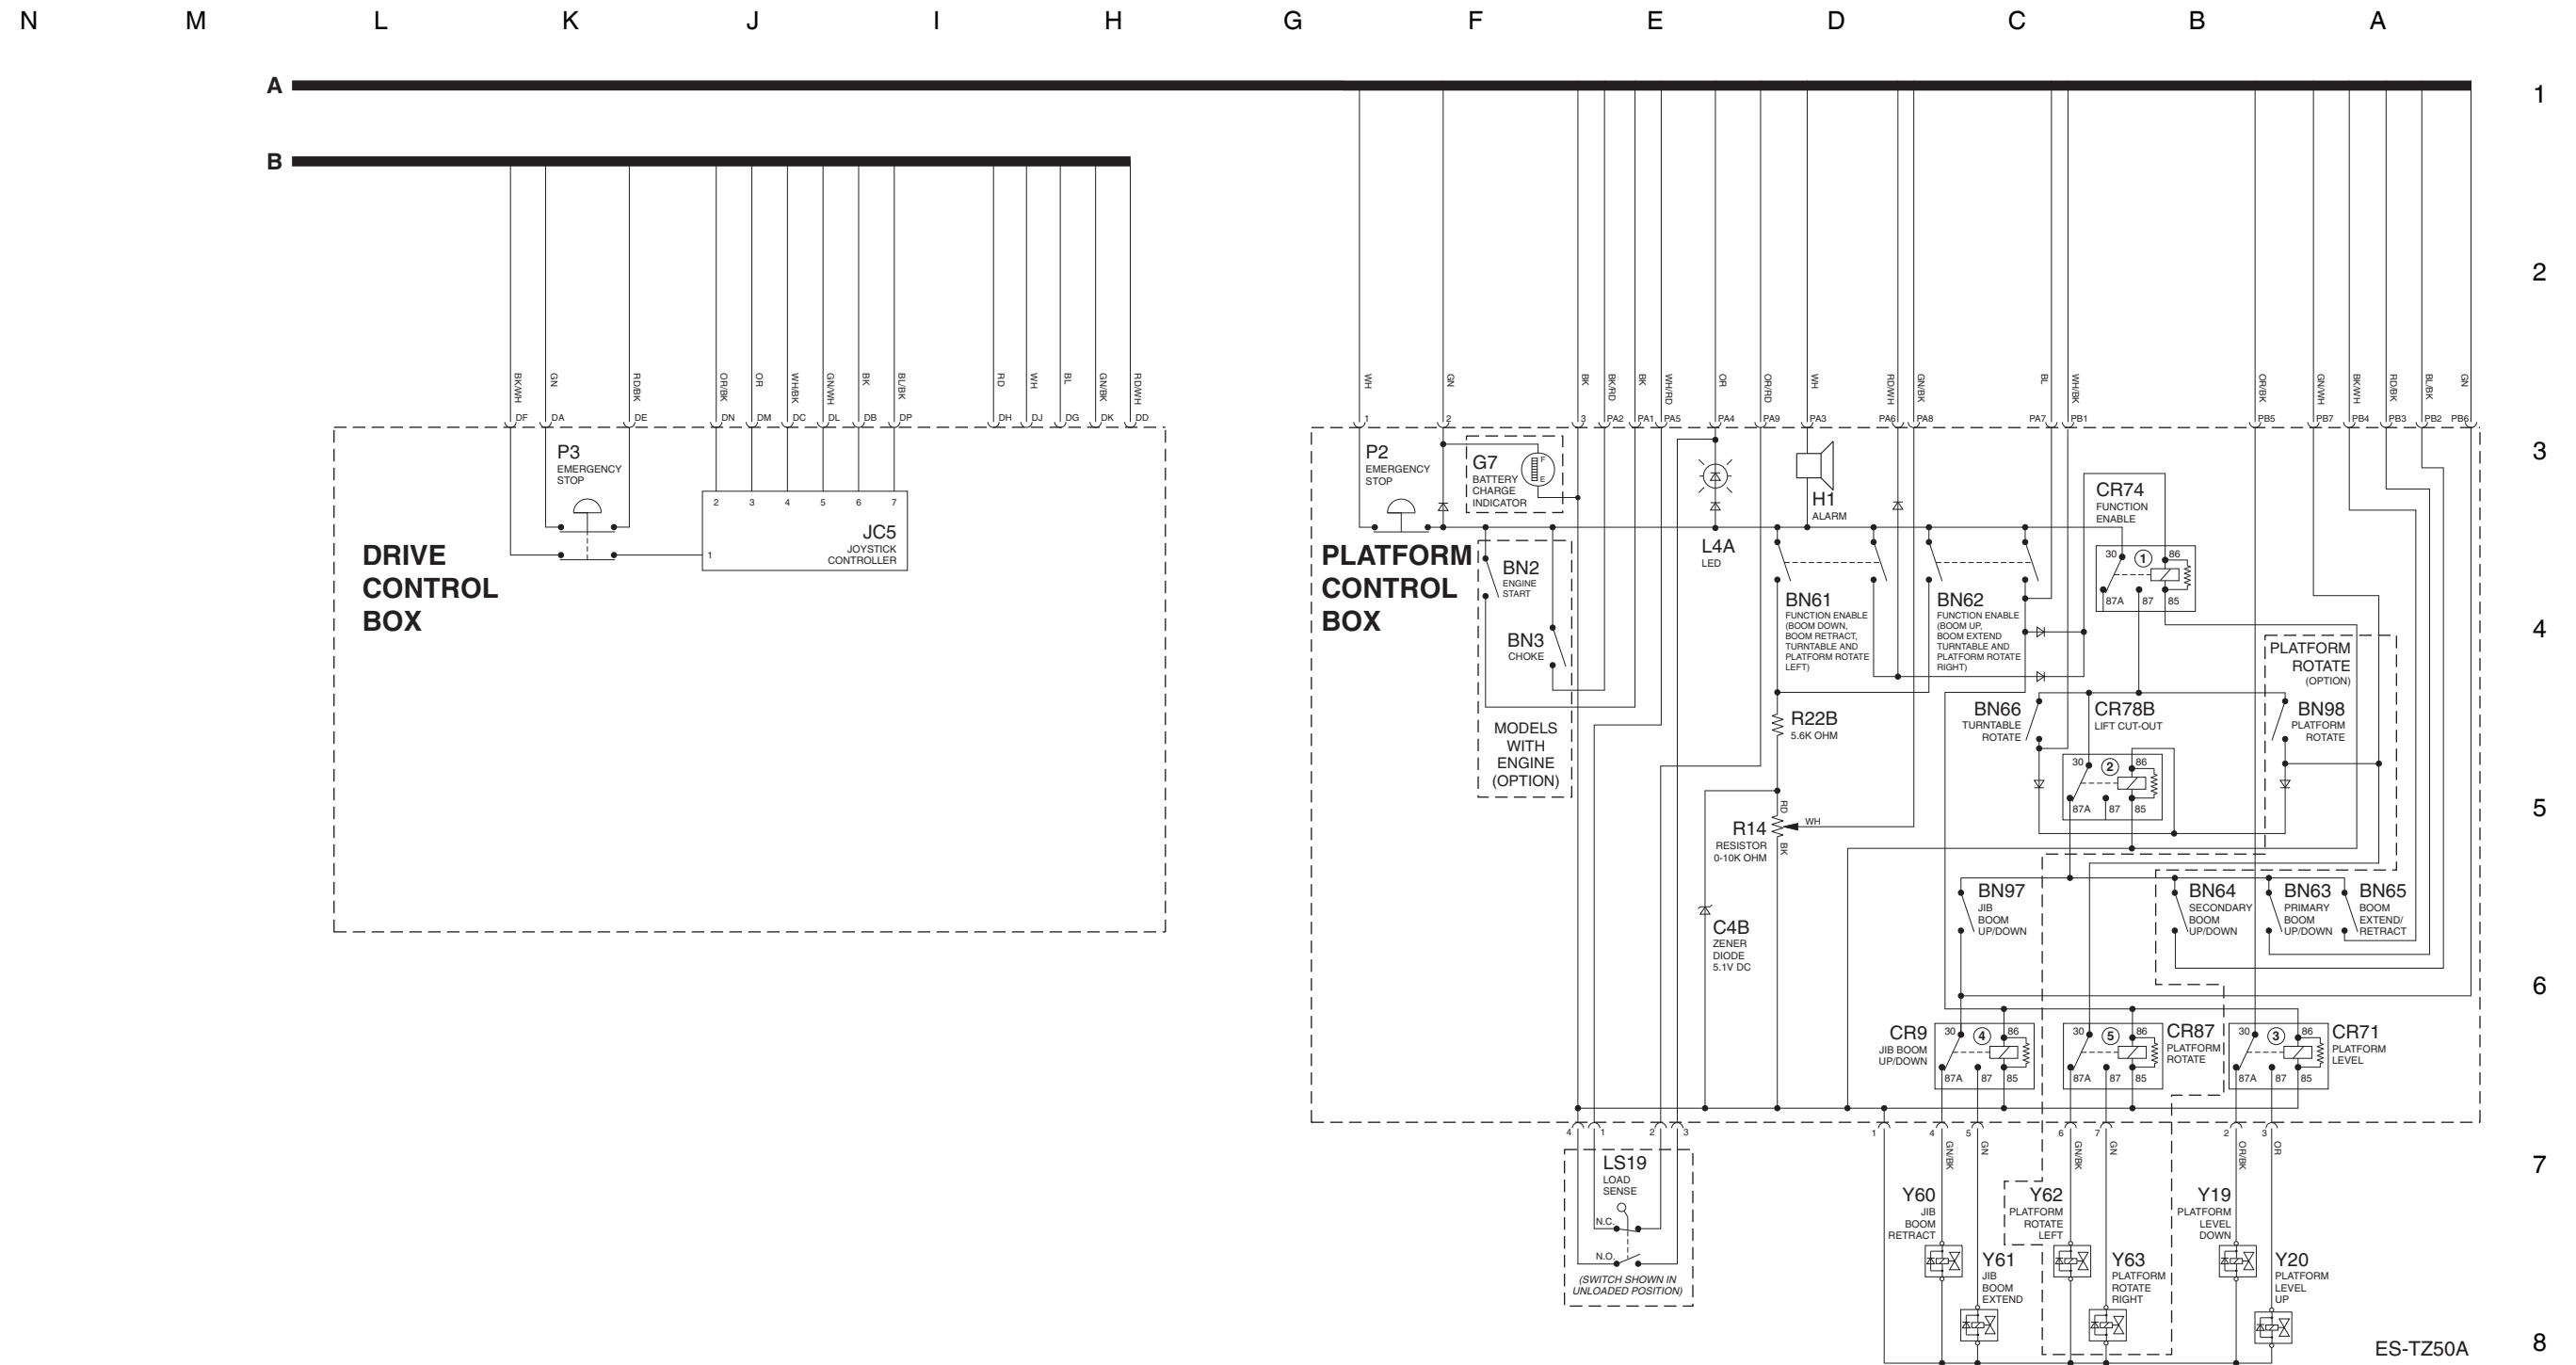 N M L K J I H G F E D C B A
A
1
B
2
BK/WH GN RD/BK OR/BK OR WH/BK GN/WH BK BL/BK RD WH BL GN/BK RD/WH
WH GN BK BK/RD BK WH/RD OR OR/RD WH RD/WH GN/BK BL WH/BK OR/BK GN/WH BK/WH RD/BK BL/BK GN
DF DA DE DN DM DC DL DB DP DH DJ DG DK DD
1 2 3 PA2 PA1 PA5 PA4 PA9 PA3 PA6 PA8 PA7 PB1 PB5 PB7 PB4 PB3 PB2 PB6
3
P3
EMERGENCY
STOP
2 3 4 5 6 7
1
JC5
JOYSTICK
CONTROLLER
DRIVE
CONTROL
BOX
P2
EMERGENCY
STOP
G7
BATTERY
CHARGE
INDICATOR
F
E
PLATFORM
CONTROL
BOX
BN2
ENGINE
START
BN3
CHOKE
MODELS
WITH
ENGINE
(OPTION)
L4A
LED
H1
ALARM
BN61
FUNCTION ENABLE
(BOOM DOWN,
BOOM RETRACT,
TURNTABLE AND
PLATFORM ROTATE
LEFT)
BN62
FUNCTION ENABLE
(BOOM UP,
BOOM EXTEND
TURNTABLE AND
PLATFORM ROTATE
RIGHT)
CR74
FUNCTION
ENABLE
30 1 86
87A 87 85
4
PLATFORM
ROTATE
(OPTION)
BN66
TURNTABLE
ROTATE
CR78B
LIFT CUT-OUT
30 2 86
87A 87 85
BN98
PLATFORM
ROTATE
R22B
5.6K OHM
5
RD
WH
BK
R14
RESISTOR
0-10K OHM
C4B
ZENER
DIODE
5.1V DC
BN97
JIB
BOOM
UP/DOWN
BN64
SECONDARY
BOOM
UP/DOWN
BN63
PRIMARY
BOOM
UP/DOWN
BN65
BOOM
EXTEND/
RETRACT
6
CR9
JIB BOOM
UP/DOWN
30 4 86
87A 87 85
30 5 86
87A 87 85
CR87
PLATFORM
ROTATE
30 3 86
87A 87 85
CR71
PLATFORM
LEVEL
4 1 2 3 1 4 5 6 7 2 3
GN/BK GN GN/BK GN OR/BK OR
7
LS19
LOAD
SENSE
N.C.
N.O.
(SWITCH SHOWN IN
UNLOADED POSITION)
Y60
JIB
BOOM
RETRACT
Y61
JIB
BOOM
EXTEND
Y62
PLATFORM
ROTATE
LEFT
Y63
PLATFORM
ROTATE
RIGHT
Y19
PLATFORM
LEVEL
DOWN
Y20
PLATFORM
LEVEL
UP
ES-TZ50A
8